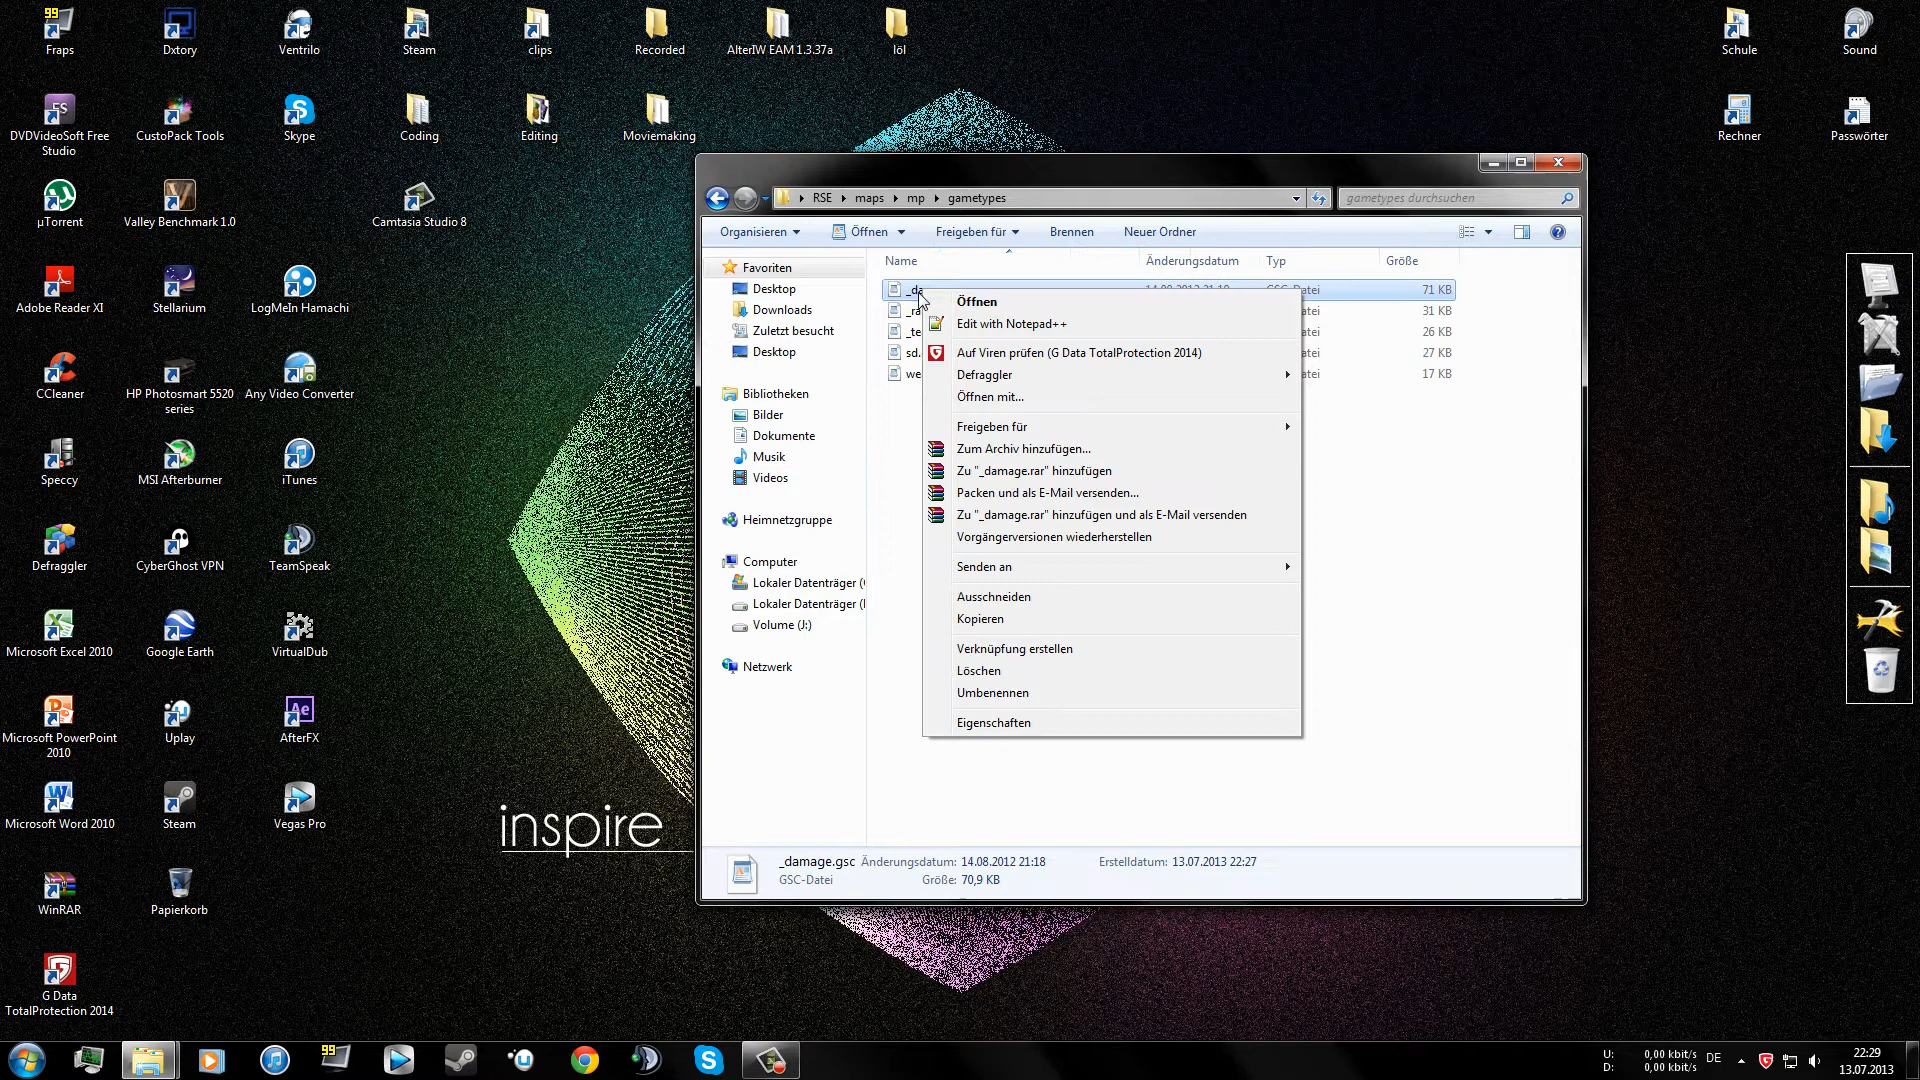 99
Fraps
Dxtory
Ventrilo
Steam
clips
Recorded
AlterIW EAM 1.3.37a
löl
Schule
Sound
FS
DVDVideoSoft Free
Studio
CustoPack Tools
Skype
Coding
Editing
Moviemaking
Rechner
Passwörter
µTorrent
Valley Benchmark 1.0
Camtasia Studio 8
Adobe Reader XI
Stellarium
LogMeIn Hamachi
CCleaner
HP Photosmart 5520
series
Any Video Converter
Speccy
MSI Afterburner
iTunes
Defraggler
CyberGhost VPN
TeamSpeak
Microsoft Excel 2010
Google Earth
VirtualDub
Microsoft PowerPoint
2010
Uplay
Ae
AfterFX
Microsoft Word 2010
Steam
Vegas Pro
WinRAR
Papierkorb
G Data
TotalProtection 2014
inspire
RSE
maps
mp
gametypes
gametypes durchsuchen
Organisieren
Öffnen
Freigeben für
Brennen
Neuer Ordner
Name
Änderungsdatum
Typ
Größe
Favoriten
Desktop
Downloads
Zuletzt besucht
Desktop
Bibliotheken
Bilder
Dokumente
Musik
Videos
Heimnetzgruppe
Computer
Lokaler Datenträger (
Lokaler Datenträger (
Volume (J:)
Netzwerk
_da
71 KB
31 KB
_te
26 KB
sd.
27 KB
we
17 KB
Öffnen
Edit with Notepad++
Auf Viren prüfen (G Data TotalProtection 2014)
Defraggler
Öffnen mit...
Freigeben für
Zum Archiv hinzufügen...
Zu "_damage.rar" hinzufügen
Packen und als E-Mail versenden...
Zu "_damage.rar" hinzufügen und als E-Mail versenden
Vorgängerversionen wiederherstellen
Senden an
Ausschneiden
Kopieren
Verknüpfung erstellen
Löschen
Umbenennen
Eigenschaften
_damage.gsc Änderungsdatum: 14.08.2012 21:18 Erstelldatum: 13.07.2013 22:27
GSC-Datei Größe: 70,9 KB
99
U: 0,00 kbit/s
D: 0,00 kbit/s
DE
22:29
13.07.2013